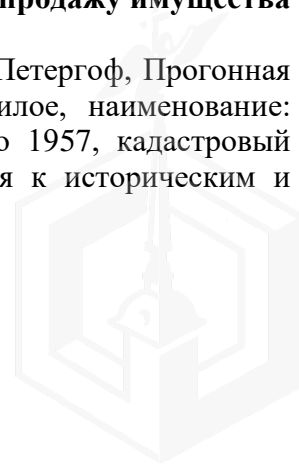 продажу имущества
Петергоф, Прогонная
илое, наименование:
о 1957, кадастровый
я к историческим и